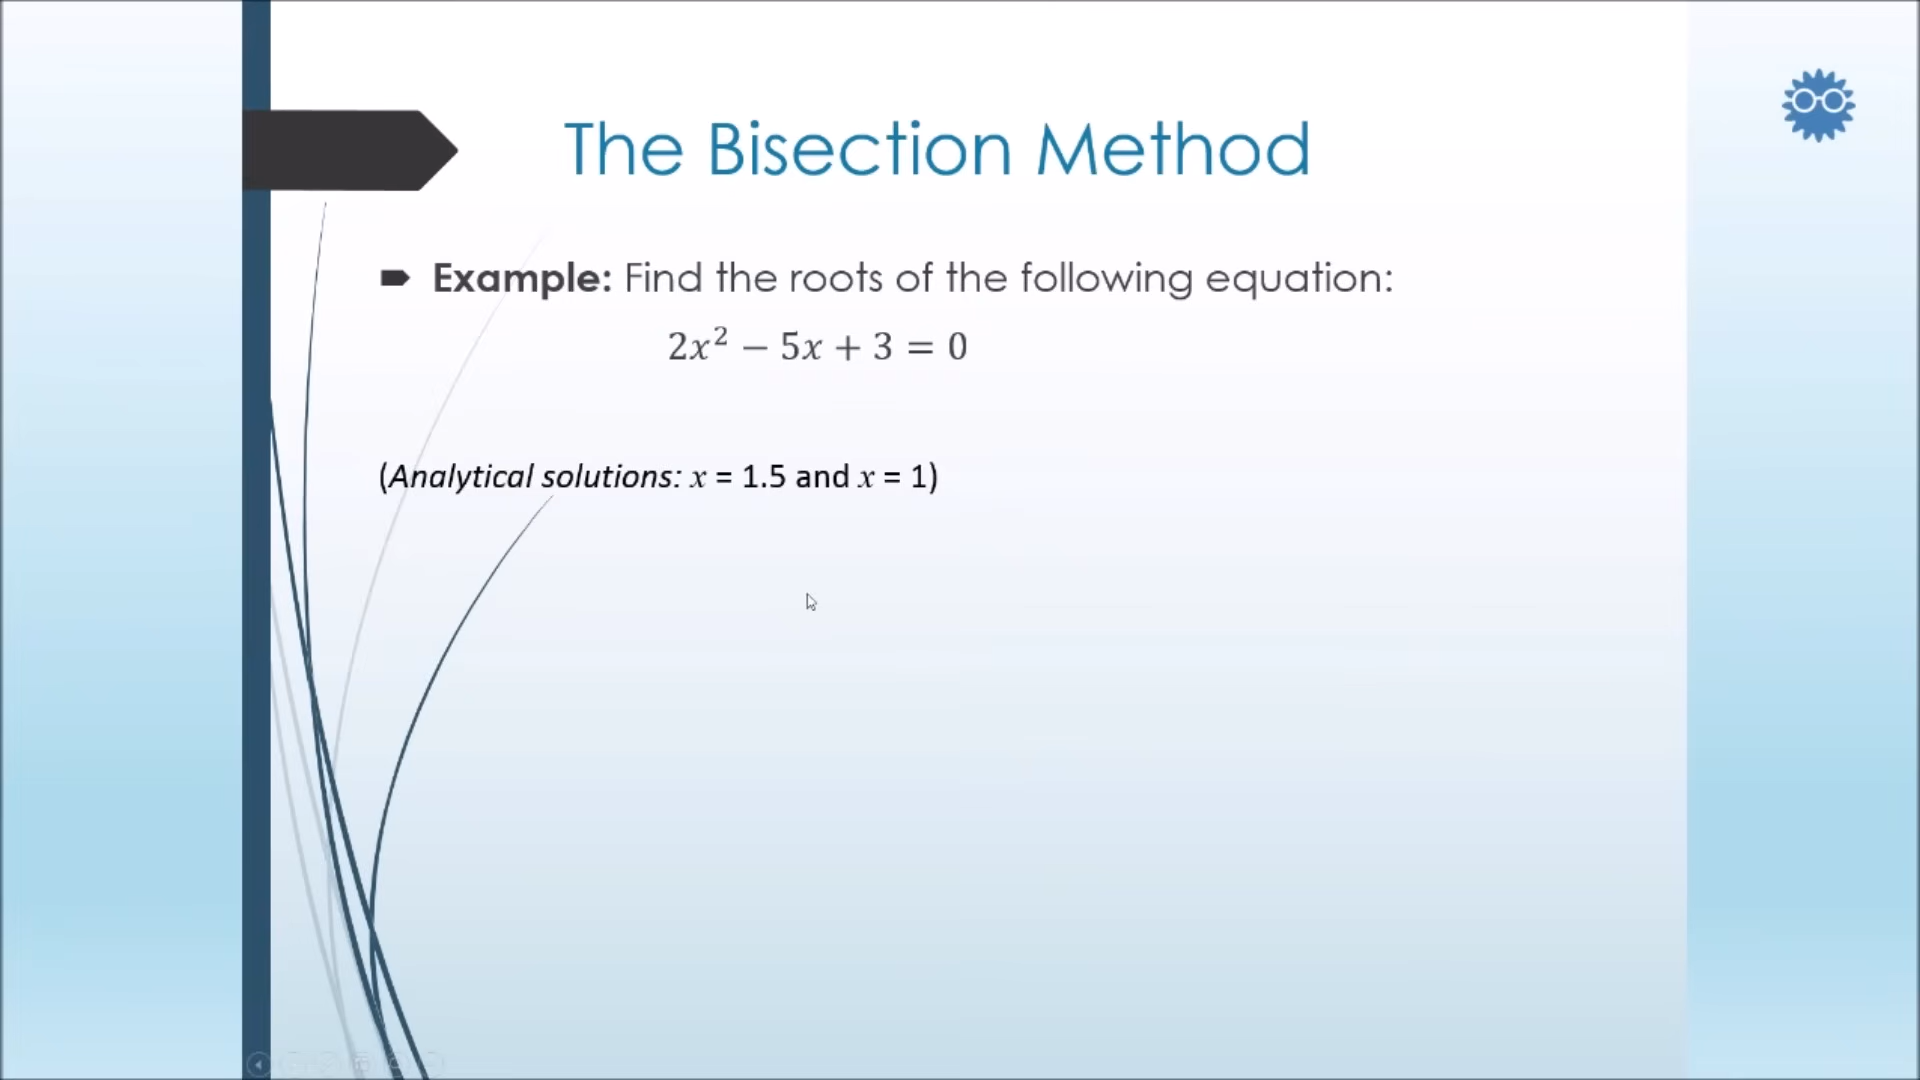 The Bisection Method
Example: Find the roots of the following equation:
2x² − 5x + 3 = 0
(Analytical solutions: x = 1.5 and x = 1)